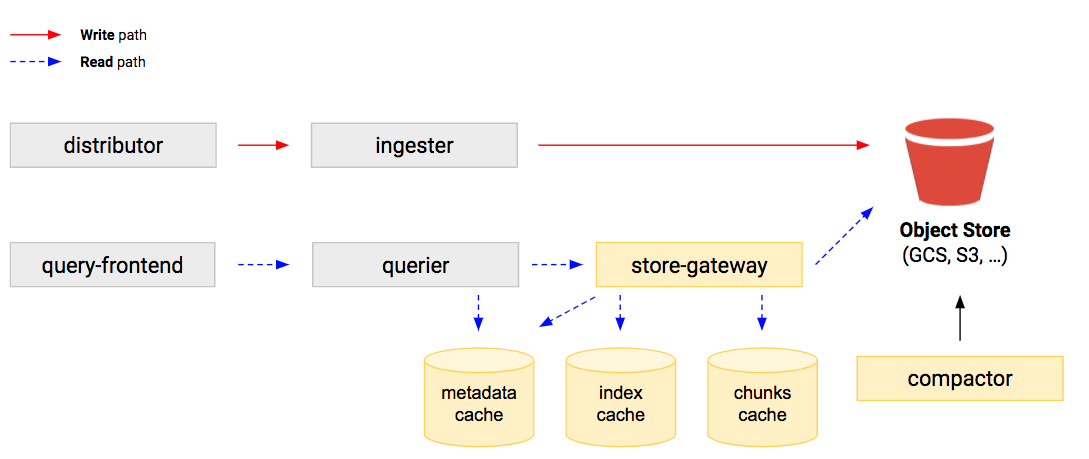 Write path
Read path
distributor
ingester
Object Store
(GCS, S3, ...)
query-frontend
querier
store-gateway
metadata
cache
index
cache
chunks
cache
compactor